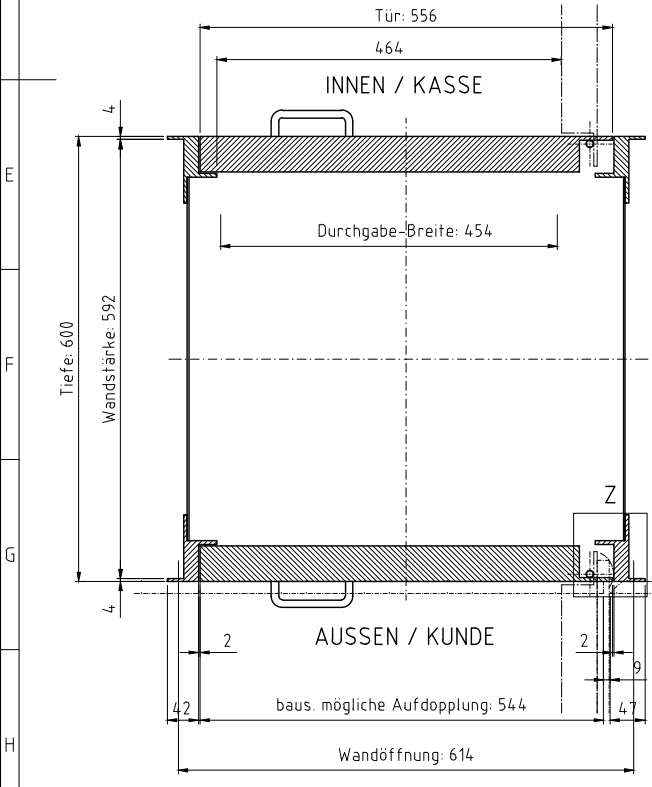 Tür: 556
464
INNEN / KASSE
4
E
Durchgabe-Breite: 454
Tiefe: 600
Wandstärke: 592
F
Z
G
4
AUSSEN / KUNDE
2
2
9
42
baus. mögliche Aufdopplung: 544
47
H
Wandöffnung: 614